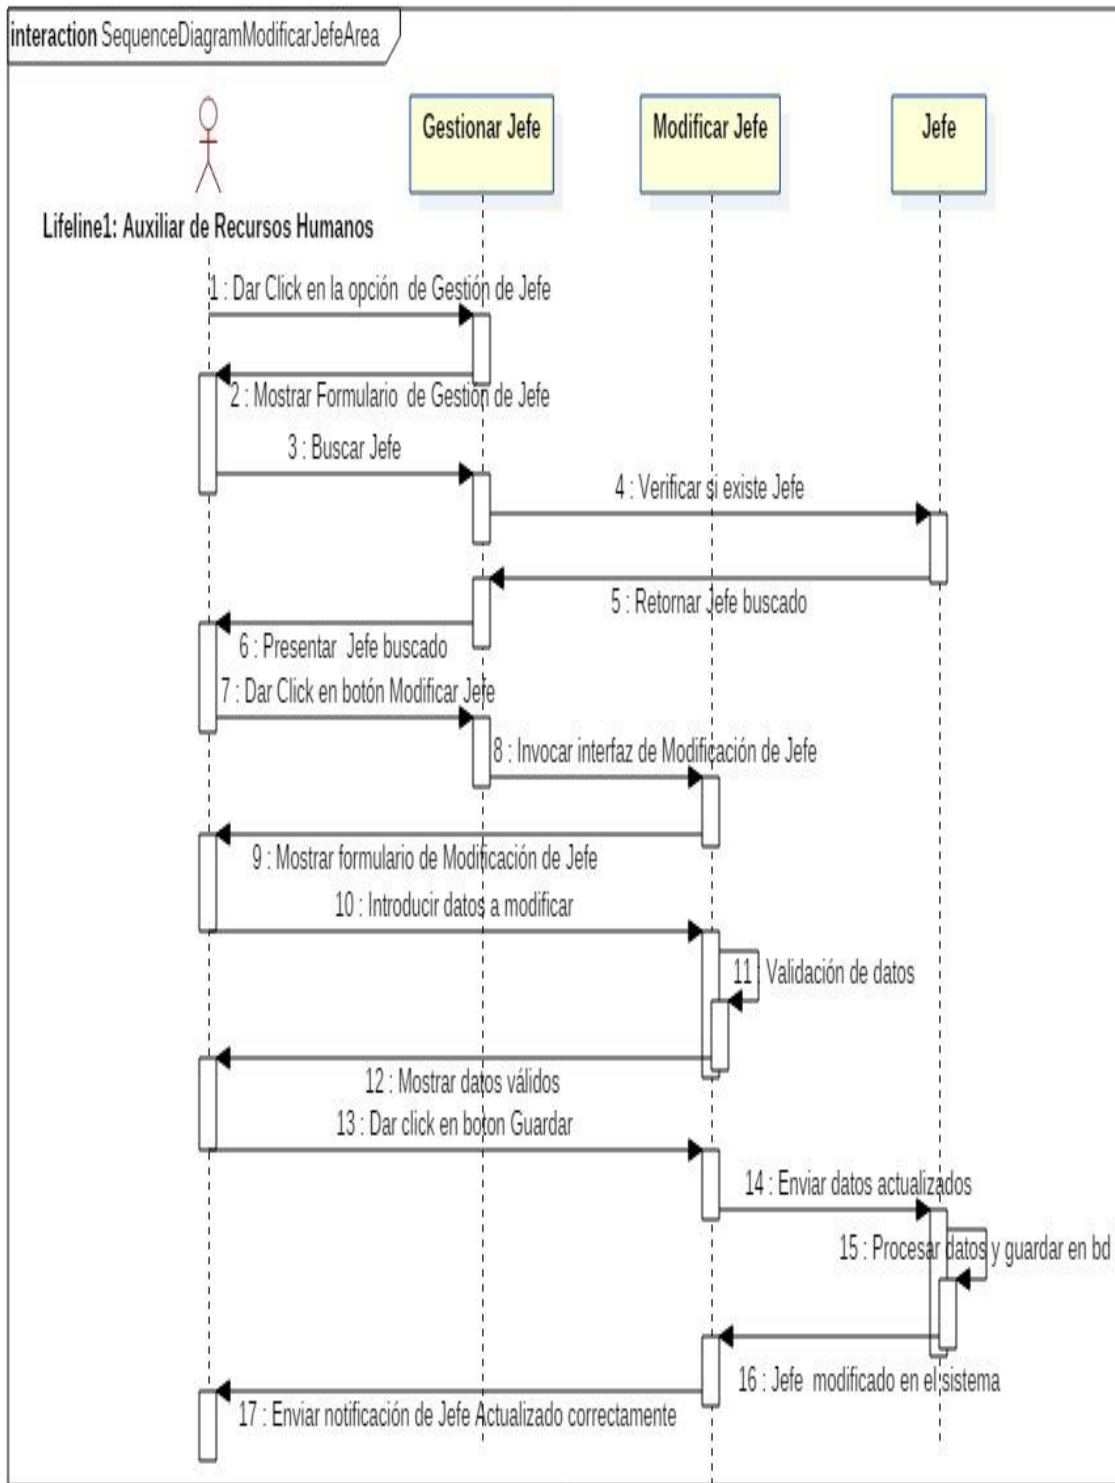 interaction SequenceDiagramModificarJefeArea
Gestionar Jefe
Modificar Jefe
Jefe
Lifeline1: Auxiliar de Recursos Humanos
1 : Dar Click en la opción de Gestión de Jefe
2 : Mostrar Formulario de Gestión de Jefe
3 : Buscar Jefe
4 : Verificar si existe Jefe
5 : Retornar Jefe buscado
6 : Presentar Jefe buscado
7 : Dar Click en botón Modificar Jefe
8 : Invocar interfaz de Modificación de Jefe
9 : Mostrar formulario de Modificación de Jefe
10 : Introducir datos a modificar
11 : Validación de datos
12 : Mostrar datos válidos
13 : Dar click en boton Guardar
14 : Enviar datos actualizados
15 : Procesar datos y guardar en bd
16 : Jefe modificado en el sistema
17 : Enviar notificación de Jefe Actualizado correctamente